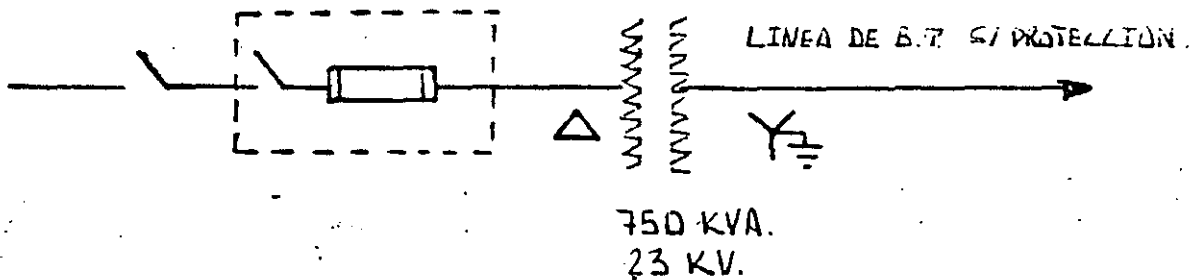 LINEA DE B.T. S/ PROTECCION.
750 KVA.
23 KV.